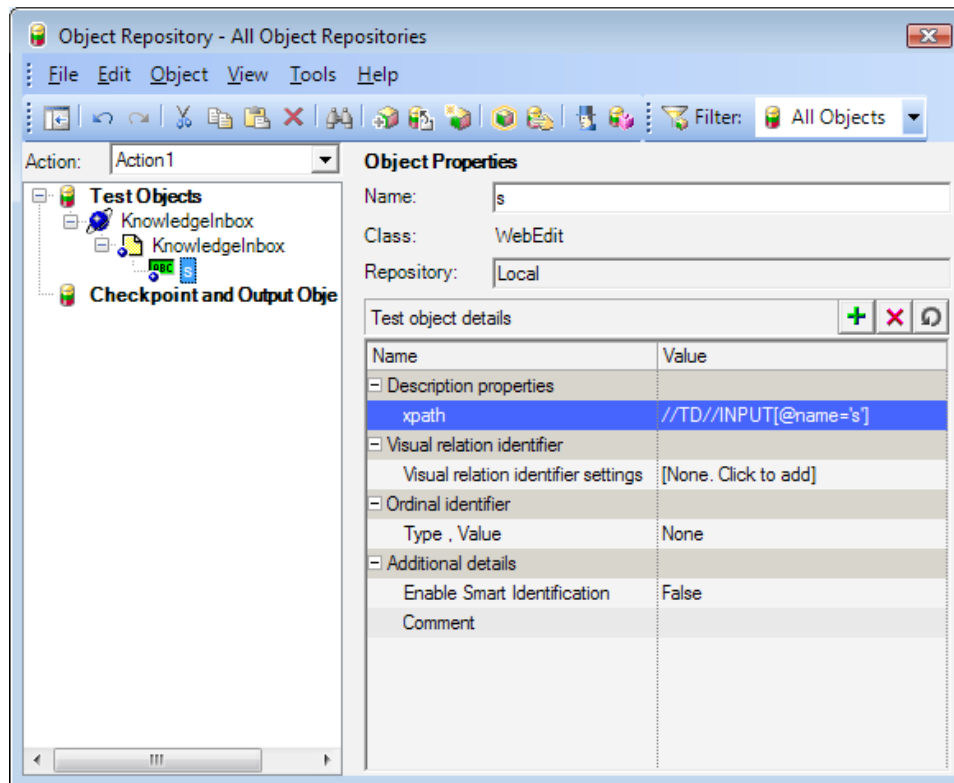 Object Repository - All Object Repositories
File Edit Object View Tools Help
Filter: All Objects
Action: Action1
Test Objects
KnowledgeInbox
KnowledgeInbox
ABC s
Checkpoint and Output Obje
Object Properties
Name: s
Class: WebEdit
Repository: Local
Test object details
Name Value
Description properties
xpath //TD//INPUT[@name='s']
Visual relation identifier
Visual relation identifier settings [None. Click to add]
Ordinal identifier
Type , Value None
Additional details
Enable Smart Identification False
Comment